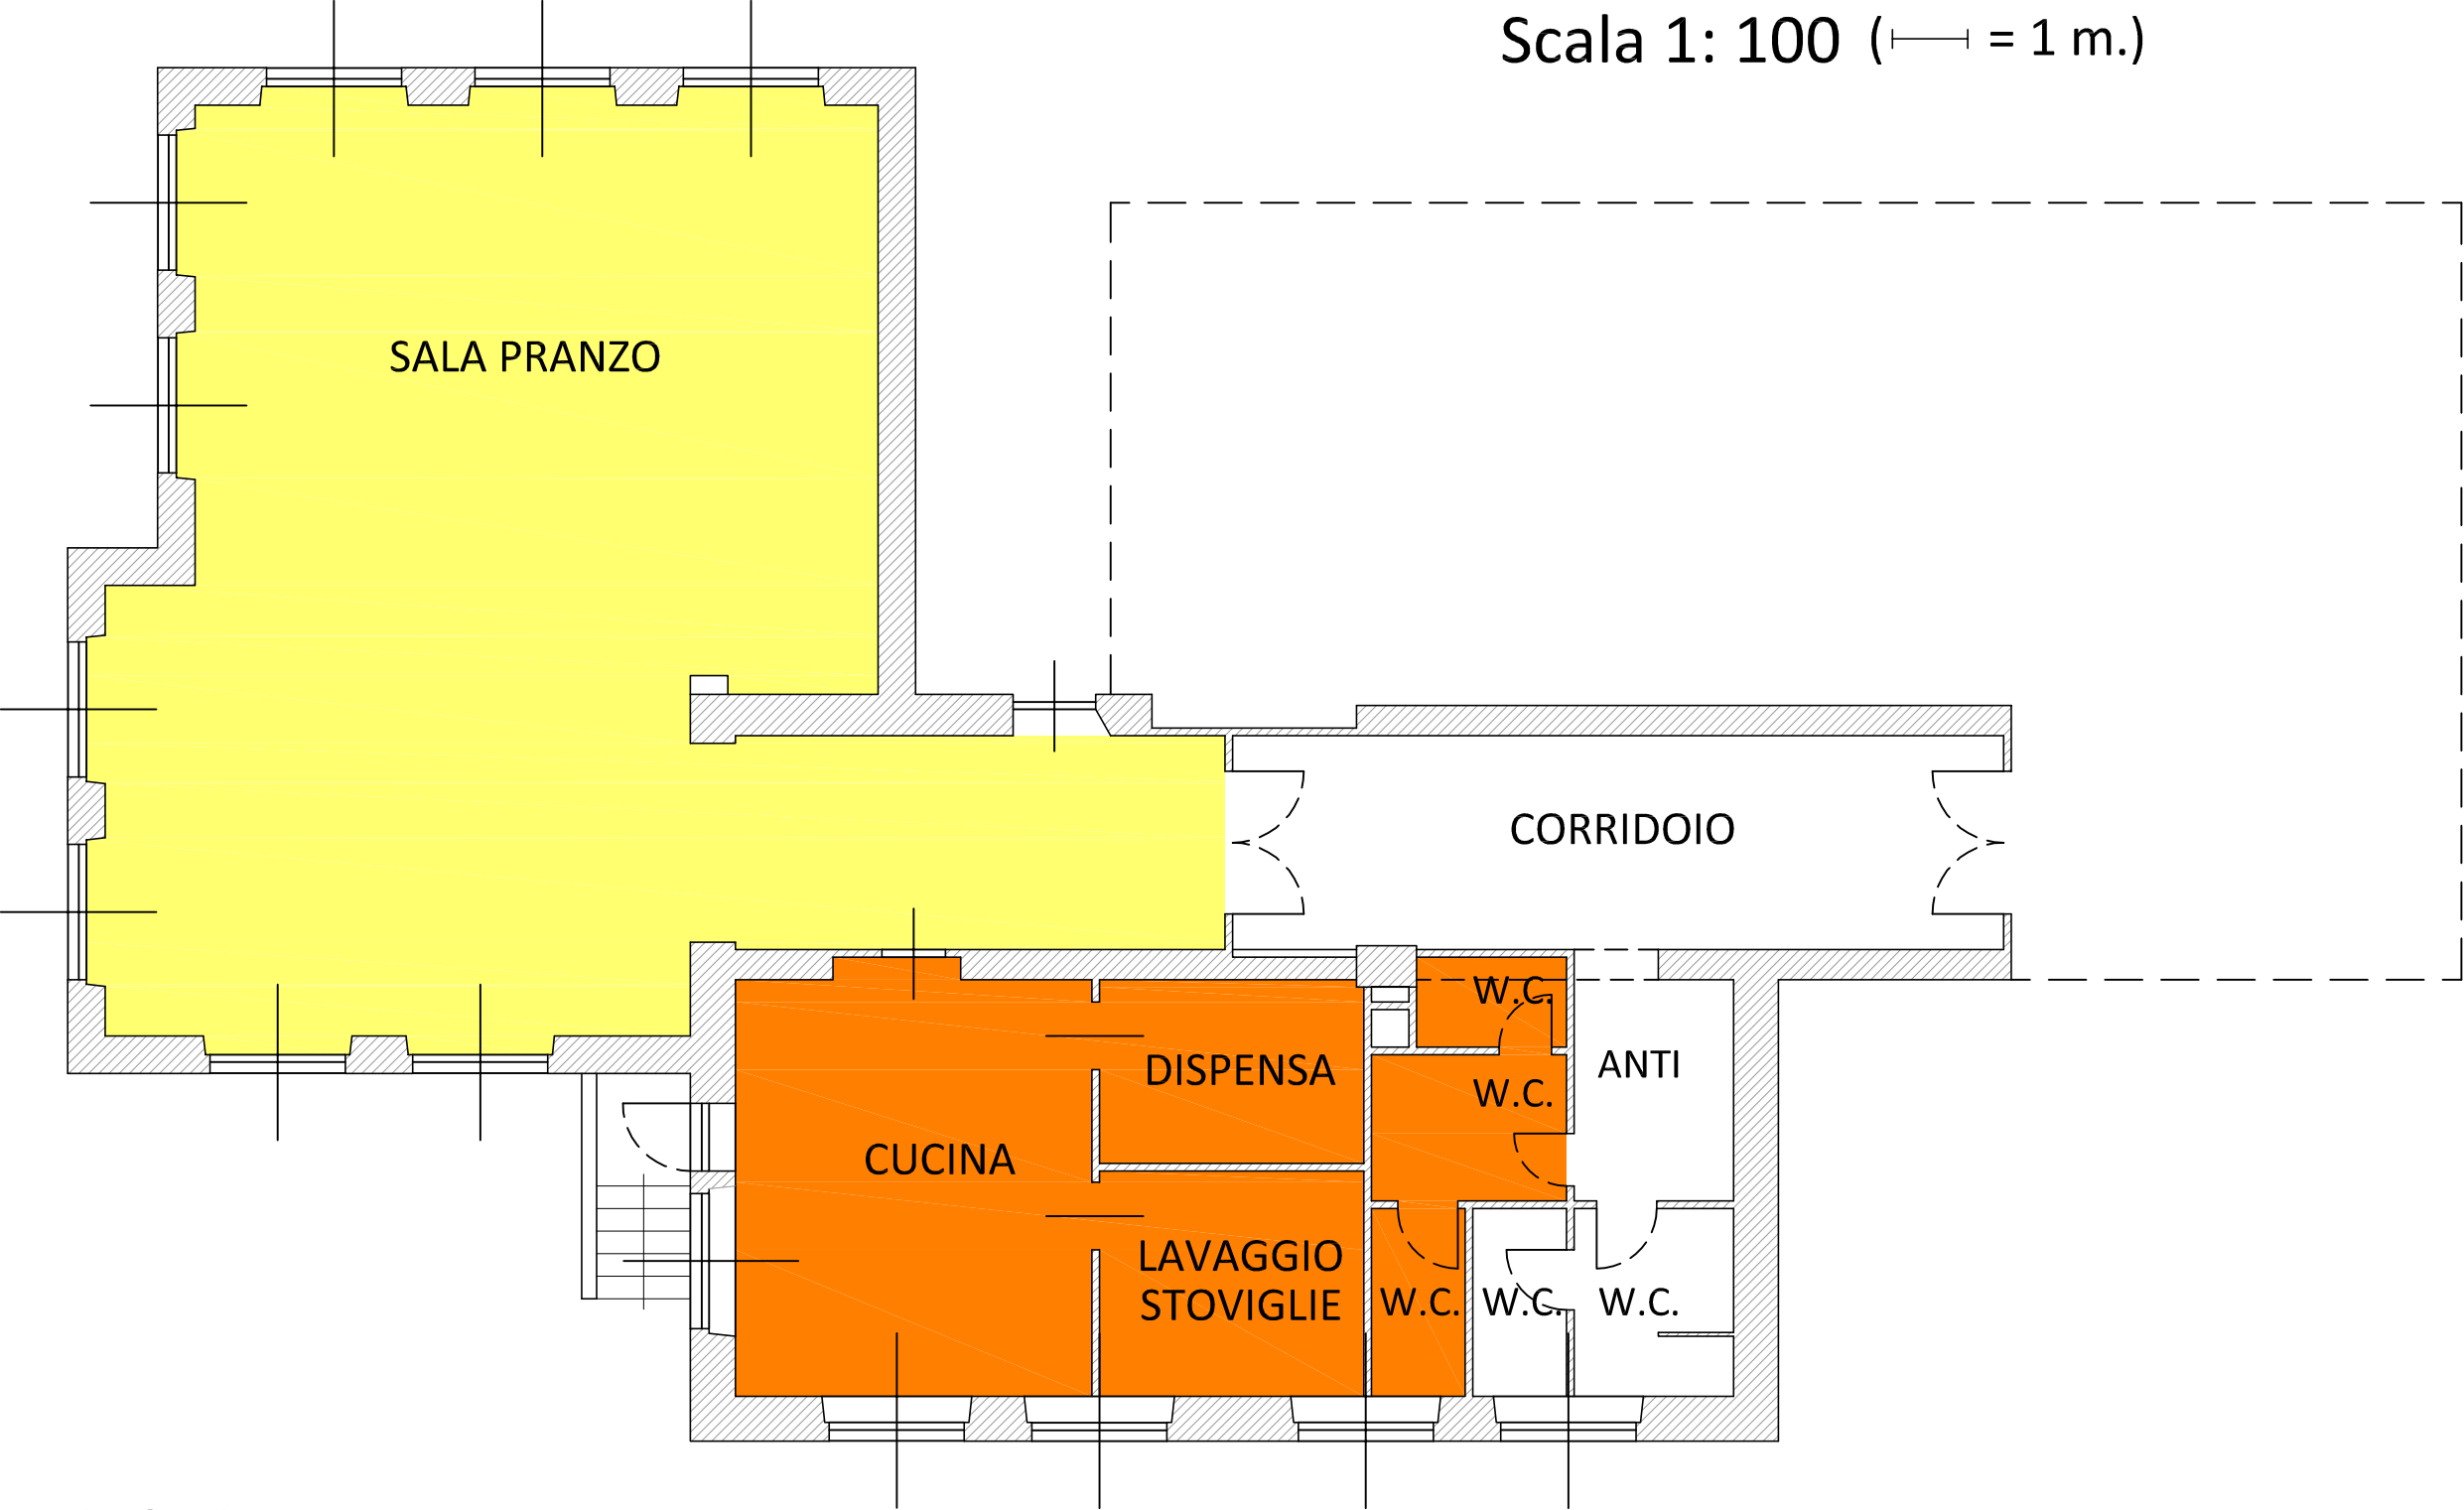 Scala 1: 100 ( = 1 m.)
SALA PRANZO
CORRIDOIO
W.C.
ANTI
DISPENSA
W.C.
CUCINA
LAVAGGIO
STOVIGLIE
W.C.
W.C.
W.C.